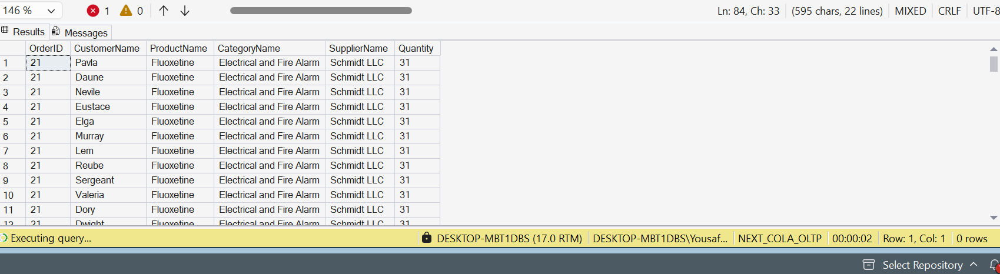 146 % 1 0 Ln: 84, Ch: 33 (595 chars, 22 lines) MIXED CRLF UTF-8
Results Messages
OrderID CustomerName ProductName CategoryName SupplierName Quantity
1 21 Pavla Fluoxetine Electrical and Fire Alarm Schmidt LLC 31
2 21 Daune Fluoxetine Electrical and Fire Alarm Schmidt LLC 31
3 21 Nevile Fluoxetine Electrical and Fire Alarm Schmidt LLC 31
4 21 Eustace Fluoxetine Electrical and Fire Alarm Schmidt LLC 31
5 21 Elga Fluoxetine Electrical and Fire Alarm Schmidt LLC 31
6 21 Murray Fluoxetine Electrical and Fire Alarm Schmidt LLC 31
7 21 Lem Fluoxetine Electrical and Fire Alarm Schmidt LLC 31
8 21 Reube Fluoxetine Electrical and Fire Alarm Schmidt LLC 31
9 21 Sergeant Fluoxetine Electrical and Fire Alarm Schmidt LLC 31
10 21 Valeria Fluoxetine Electrical and Fire Alarm Schmidt LLC 31
11 21 Dory Fluoxetine Electrical and Fire Alarm Schmidt LLC 31
12 21 Dwight Fluoxetine Electrical and Fire Alarm Schmidt LLC 31
Executing query... DESKTOP-MBT1DBS (17.0 RTM) DESKTOP-MBT1DBS\Yousaf... NEXT_COLA_OLTP 00:00:02 Row: 1, Col: 1 0 rows
Select Repository